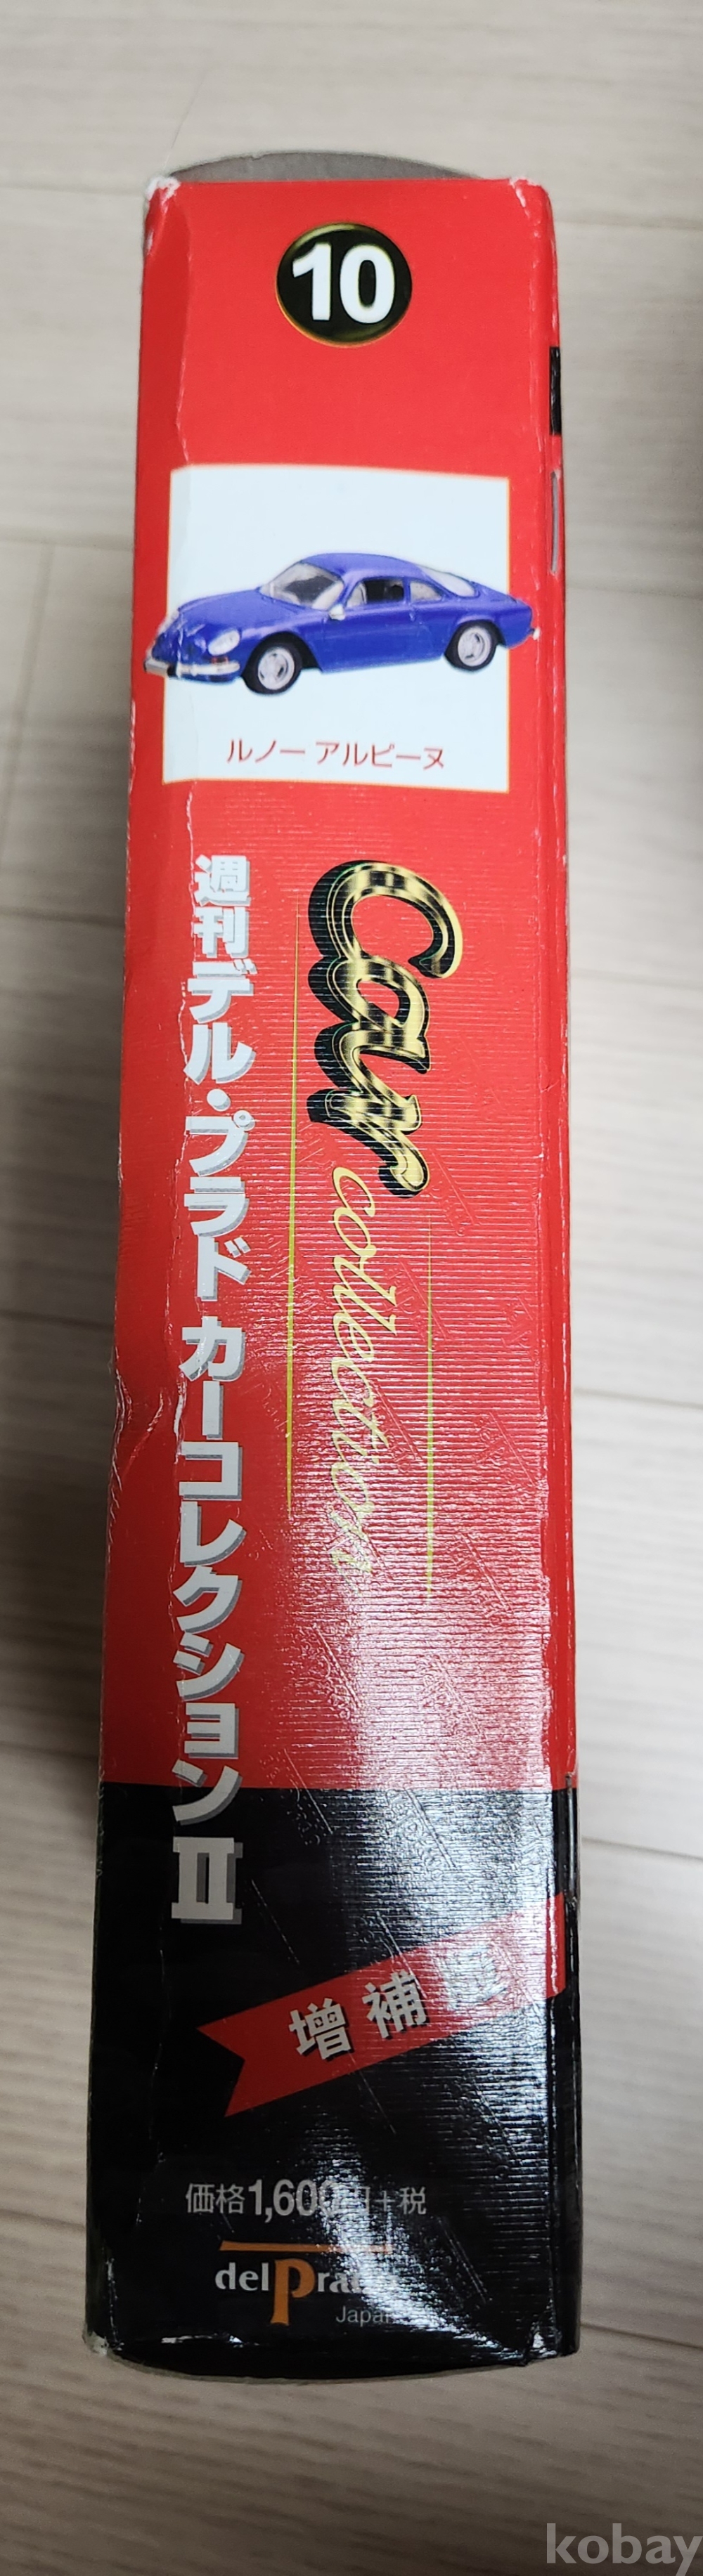 10
ルノー アルピーヌ
Car collection
週刊デル・プラド カーコレクションⅡ
増補
価格1,600円+税
del Prado
Japan
kobay